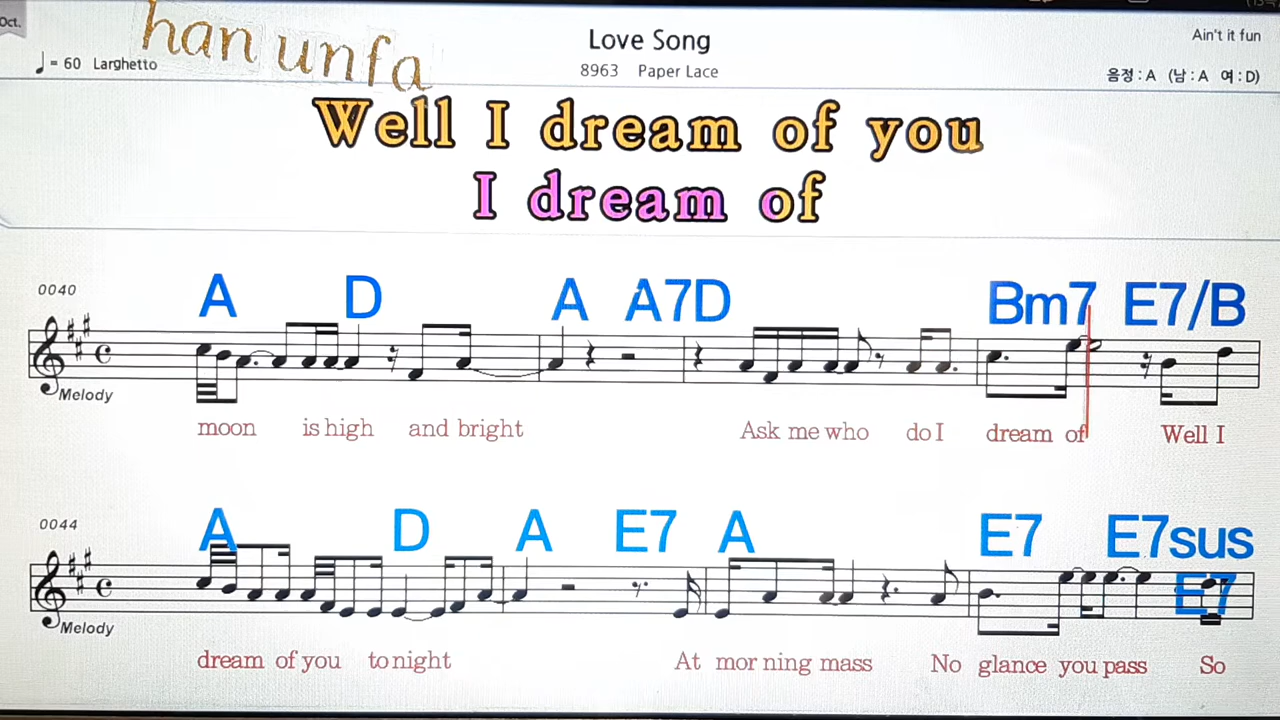 Oct.
han unfa
♩= 60 Larghetto
Love Song
8963 Paper Lace
Ain't it fun
음정 : A (남 : A 여 : D)
Well I dream of you
I dream of
0040
A D A A7D Bm7 E7/B
Melody
moon is high and bright Ask me who do I dream of Well I
0044
A D A E7 A E7 E7sus
E7
Melody
dream of you to night At mor ning mass No glance you pass So